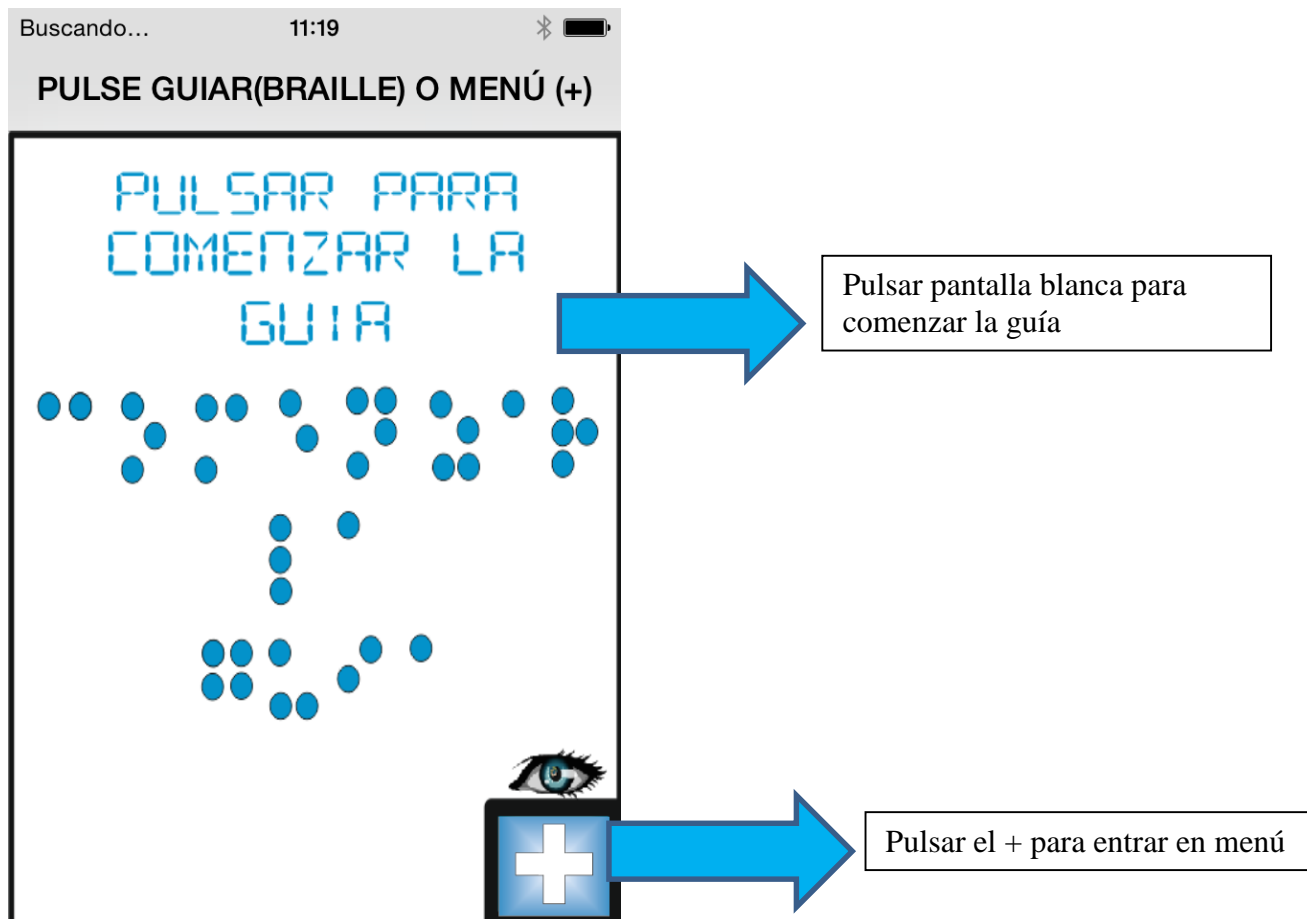 Buscando... 11:19
PULSE GUIAR(BRAILLE) O MENÚ (+)
PULSAR PARA
COMENZAR LA
GUIA
⠉⠕⠍⠑⠝⠵⠁⠗
⠇⠁
⠛⠥⠊⠁
Pulsar pantalla blanca para
comenzar la guía
Pulsar el + para entrar en menú